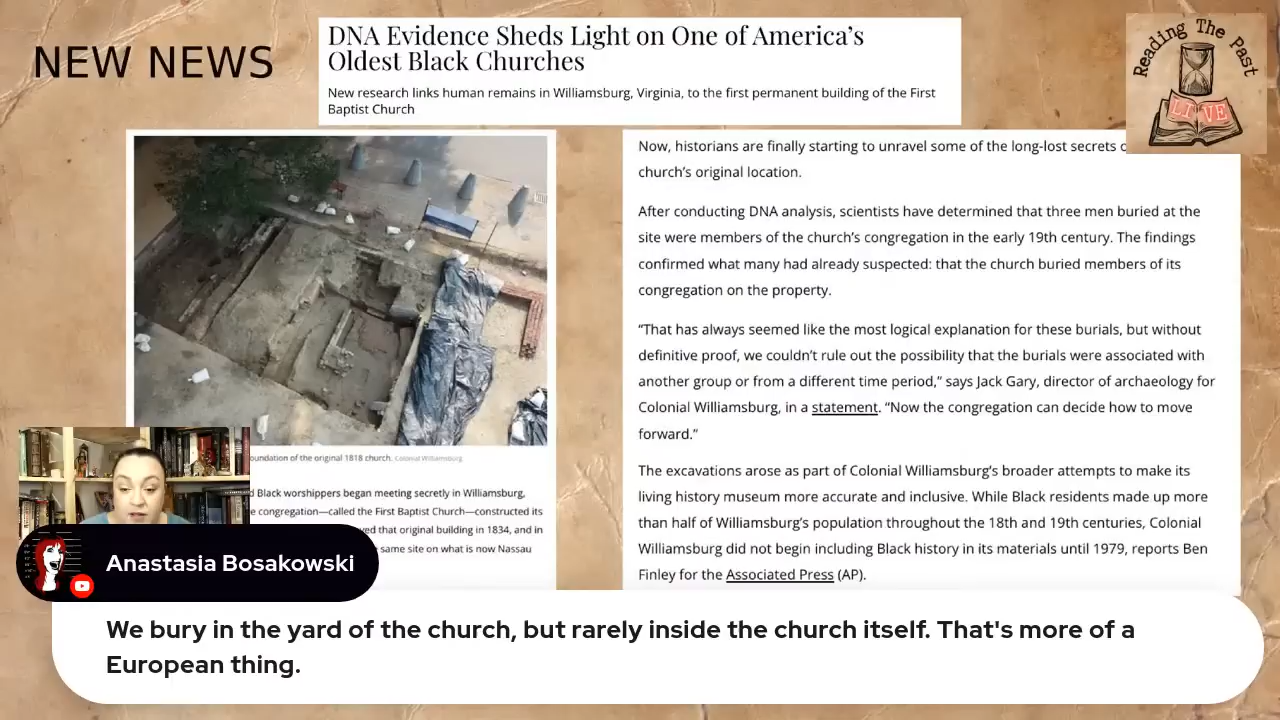 NEW NEWS
DNA Evidence Sheds Light on One of America's
Oldest Black Churches
New research links human remains in Williamsburg, Virginia, to the first permanent building of the First
Baptist Church
Reading The Past
LIVE
oundation of the original 1818 church. Colonial Williamsburg
d Black worshippers began meeting secretly in Williamsburg,
e congregation—called the First Baptist Church—constructed its
ved that original building in 1834, and in
same site on what is now Nassau
Now, historians are finally starting to unravel some of the long-lost secrets
church's original location.
After conducting DNA analysis, scientists have determined that three men buried at the
site were members of the church's congregation in the early 19th century. The findings
confirmed what many had already suspected: that the church buried members of its
congregation on the property.
“That has always seemed like the most logical explanation for these burials, but without
definitive proof, we couldn't rule out the possibility that the burials were associated with
another group or from a different time period,” says Jack Gary, director of archaeology for
Colonial Williamsburg, in a statement. “Now the congregation can decide how to move
forward.”
The excavations arose as part of Colonial Williamsburg's broader attempts to make its
living history museum more accurate and inclusive. While Black residents made up more
than half of Williamsburg's population throughout the 18th and 19th centuries, Colonial
Williamsburg did not begin including Black history in its materials until 1979, reports Ben
Finley for the Associated Press (AP).
Anastasia Bosakowski
We bury in the yard of the church, but rarely inside the church itself. That's more of a
European thing.